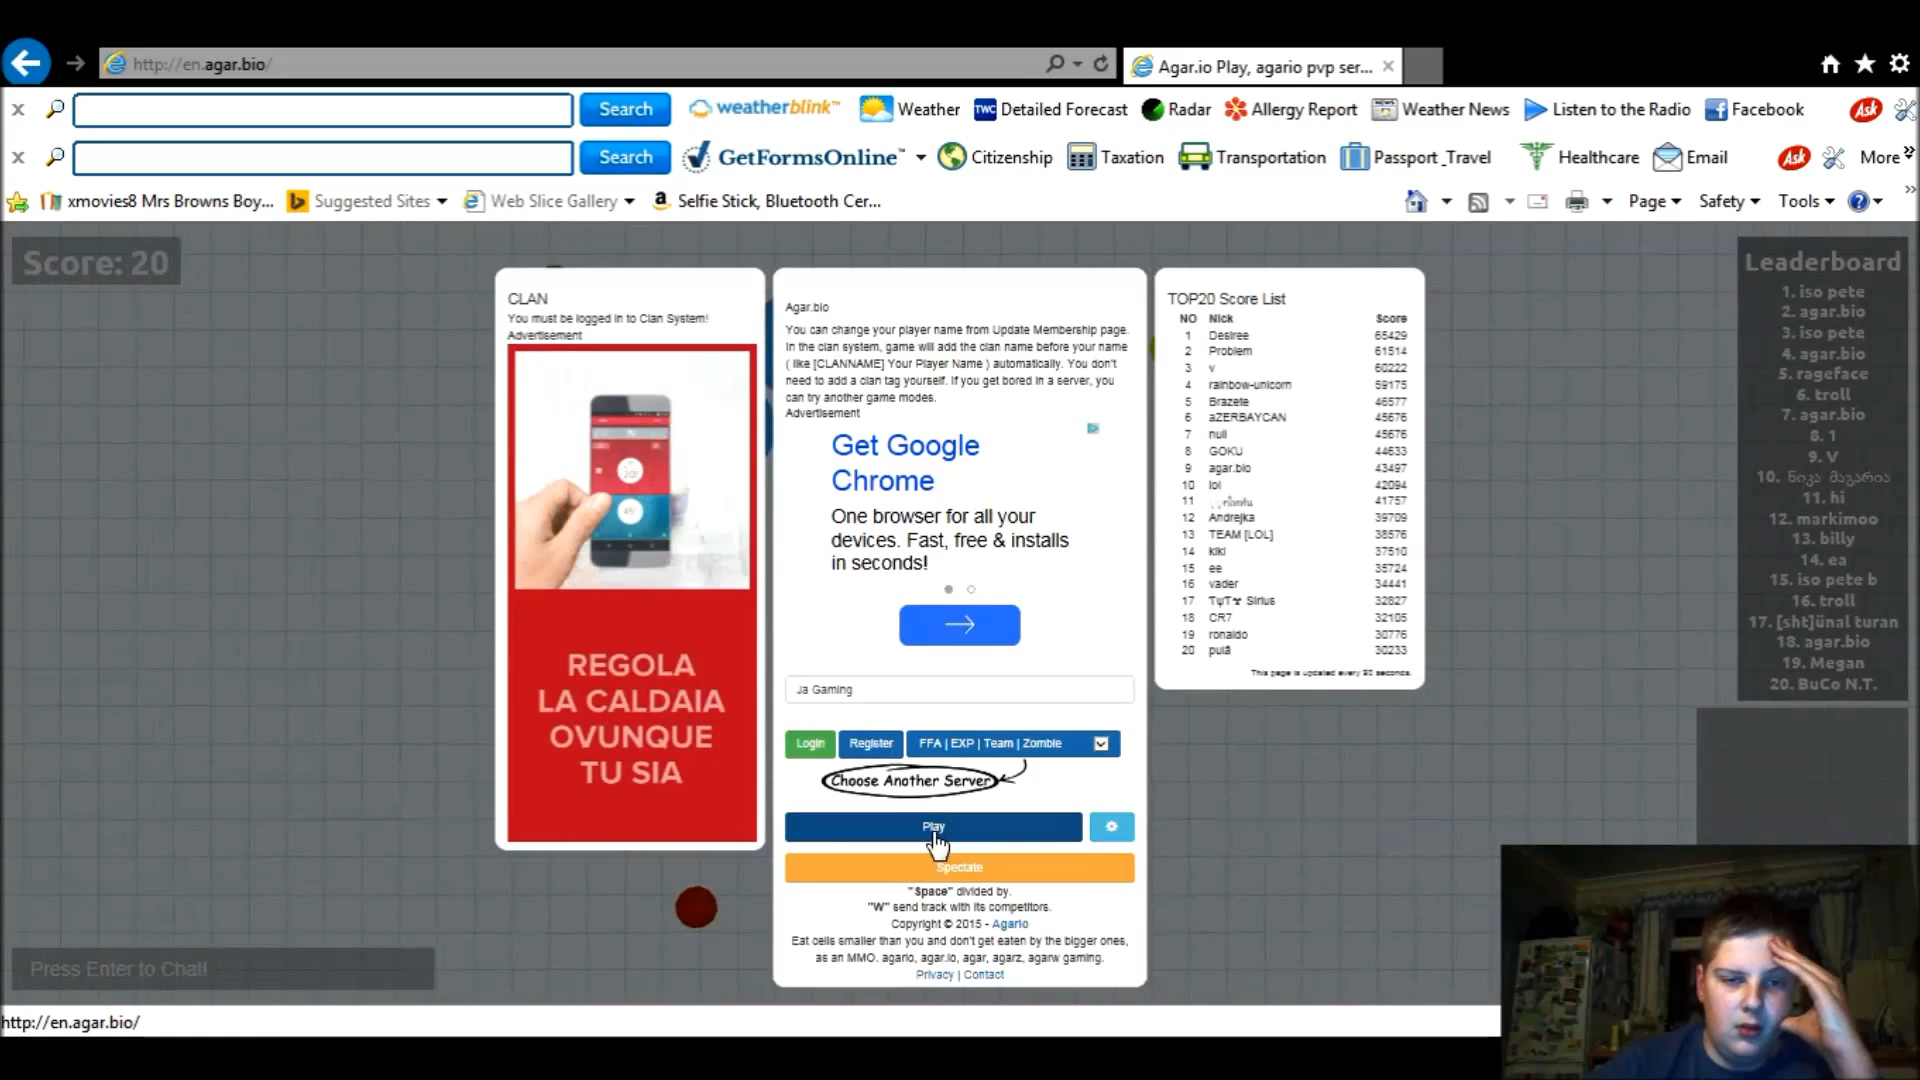 http://en.agar.bio/
Agar.io Play, agario pvp ser...
Search
weatherblink™
Weather
TWC
Detailed Forecast
Radar
Allergy Report
Weather News
Listen to the Radio
Facebook
Ask
Search
GetFormsOnline™
Citizenship
Taxation
Transportation
Passport_Travel
Healthcare
Email
Ask
More
xmovies8 Mrs Browns Boy...
Suggested Sites
Web Slice Gallery
Selfie Stick, Bluetooth Cer...
Page
Safety
Tools
Score: 20
CLAN
You must be logged in to Clan System!
Advertisement
REGOLA
LA CALDAIA
OVUNQUE
TU SIA
Agar.bio
You can change your player name from Update Membership page.
In the clan system, game will add the clan name before your name
( like [CLANNAME] Your Player Name ) automatically. You don't
need to add a clan tag yourself. If you get bored in a server, you
can try another game modes.
Advertisement
Get Google
Chrome
One browser for all your
devices. Fast, free & installs
in seconds!
Ja Gaming
Login
Register
FFA | EXP | Team | Zombie
Choose Another Server
Play
Spectate
"Space" divided by.
"W" send track with its competitors.
Copyright © 2015 - Agario
Eat cells smaller than you and don't get eaten by the bigger ones,
as an MMO. agario, agar.io, agar, agarz, agarw gaming.
Privacy | Contact
TOP20 Score List
NO Nick Score
1 Desiree 65429
2 Problem 61514
3 v 60222
4 rainbow-unicorn 59175
5 Brazete 46577
6 aZERBAYCAN 45676
7 null 45676
8 GOKU 44633
9 agar.bio 43497
10 lol 42094
11 41757
12 Andrejka 39709
13 TEAM [LOL] 38576
14 kiki 37510
15 ee 35724
16 vader 34441
17 Sirius 32827
18 CR7 32105
19 ronaldo 30776
20 pulă 30233
This page is updated every 90 seconds.
Leaderboard
1. iso pete
2. agar.bio
3. iso pete
4. agar.bio
5. rageface
6. troll
7. agar.bio
8. 1
9. V
10. ნიკა მაგარია
11. hi
12. markimoo
13. billy
14. ea
15. iso pete b
16. troll
17. [sht]ünal turan
18. agar.bio
19. Megan
20. BuCo N.T.
Press Enter to Chat!
http://en.agar.bio/